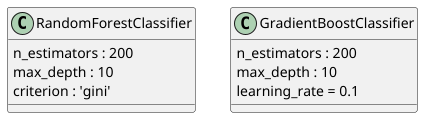 C RandomForestClassifier
n_estimators : 200
max_depth : 10
criterion : 'gini'
C GradientBoostClassifier
n_estimators : 200
max_depth : 10
learning_rate = 0.1